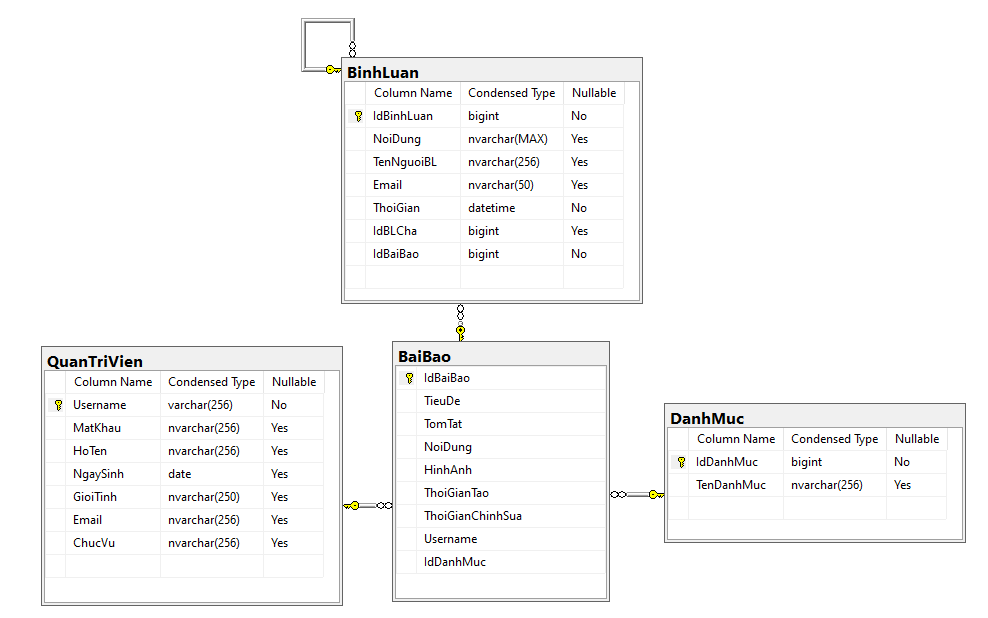 BinhLuan
Column Name Condensed Type Nullable
IdBinhLuan bigint No
NoiDung nvarchar(MAX) Yes
TenNguoiBL nvarchar(256) Yes
Email nvarchar(50) Yes
ThoiGian datetime No
IdBLCha bigint Yes
IdBaiBao bigint No
QuanTriVien
Column Name Condensed Type Nullable
Username varchar(256) No
MatKhau nvarchar(256) Yes
HoTen nvarchar(256) Yes
NgaySinh date Yes
GioiTinh nvarchar(250) Yes
Email nvarchar(256) Yes
ChucVu nvarchar(256) Yes
BaiBao
IdBaiBao
TieuDe
TomTat
NoiDung
HinhAnh
ThoiGianTao
ThoiGianChinhSua
Username
IdDanhMuc
DanhMuc
Column Name Condensed Type Nullable
IdDanhMuc bigint No
TenDanhMuc nvarchar(256) Yes